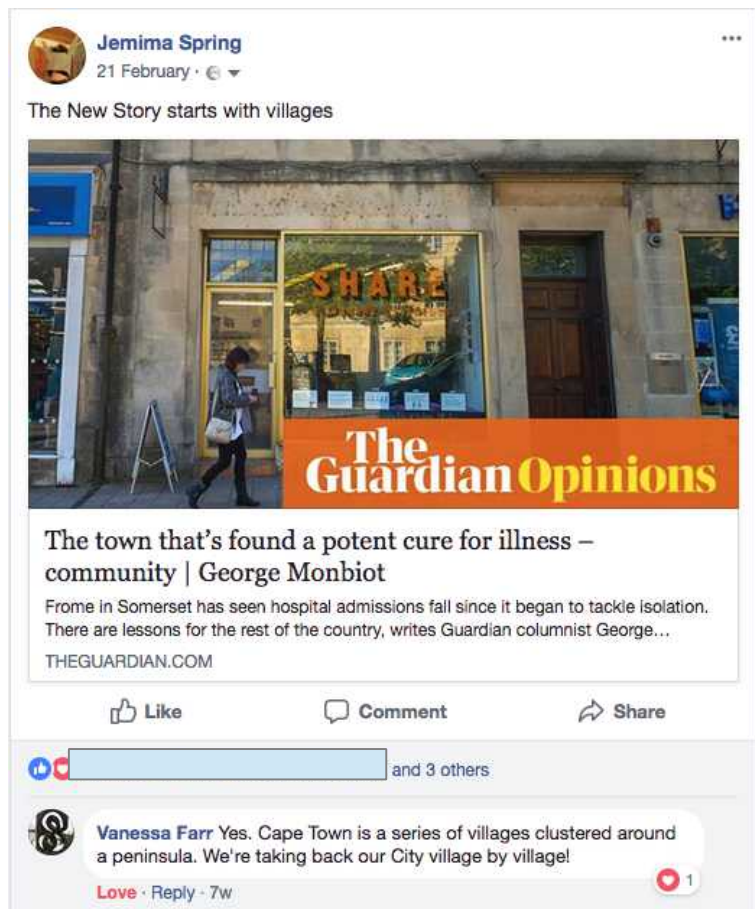 Jemima Spring
21 February ·
The New Story starts with villages
SHARE
The
Guardian Opinions
The town that's found a potent cure for illness –
community | George Monbiot
Frome in Somerset has seen hospital admissions fall since it began to tackle isolation.
There are lessons for the rest of the country, writes Guardian columnist George...
THEGUARDIAN.COM
Like Comment Share
and 3 others
Vanessa Farr Yes. Cape Town is a series of villages clustered around
a peninsula. We're taking back our City village by village!
1
Love · Reply · 7w